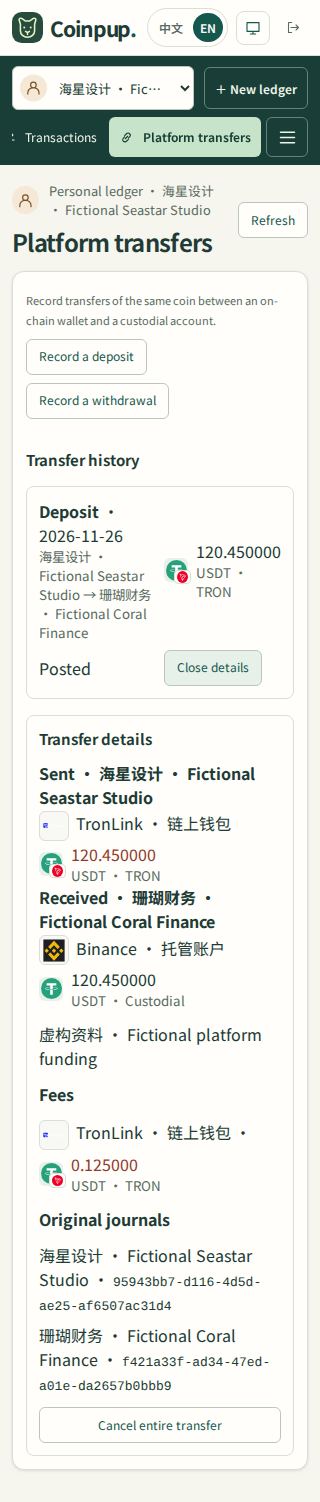 Coinpup.
中文 EN
海星设计 · Fic…
+ New ledger
Transactions
Platform transfers
Personal ledger · 海星设计
· Fictional Seastar Studio
Refresh
Platform transfers
Record transfers of the same coin between an on-
chain wallet and a custodial account.
Record a deposit
Record a withdrawal
Transfer history
Deposit ·
2026-11-26
海星设计 ·
Fictional Seastar
Studio → 珊瑚财务
· Fictional Coral
Finance
120.450000
USDT ·
TRON
Posted
Close details
Transfer details
Sent · 海星设计 · Fictional
Seastar Studio
TronLink · 链上钱包
120.450000
USDT · TRON
Received · 珊瑚财务 ·
Fictional Coral Finance
Binance · 托管账户
120.450000
USDT · Custodial
虚构资料 · Fictional platform
funding
Fees
TronLink · 链上钱包 ·
0.125000
USDT · TRON
Original journals
海星设计 · Fictional Seastar
Studio · 95943bb7-d116-4d5d-
ae25-af6507ac31d4
珊瑚财务 · Fictional Coral
Finance · f421a33f-ad34-47ed-
a01e-da2657b0bbb9
Cancel entire transfer